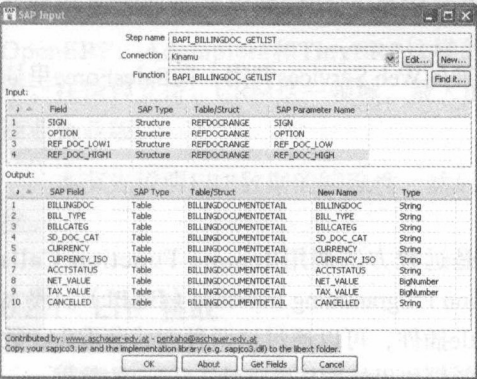 SAP Input
Step name BAPI_BILLINGDOC_GETLIST
Connection Kinamu Edit... New...
Function BAPI_BILLINGDOC_GETLIST Find it...
Input:
# Field SAP Type Table/Struct SAP Parameter Name
1 SIGN Structure REFDOCRANGE SIGN
2 OPTION Structure REFDOCRANGE OPTION
3 REF_DOC_LOW1 Structure REFDOCRANGE REF_DOC_LOW
4 REF_DOC_HIGH1 Structure REFDOCRANGE REF_DOC_HIGH
Output:
# SAP Field SAP Type Table/Struct New Name Type
1 BILLINGDOC Table BILLINGDOCUMENTDETAIL BILLINGDOC String
2 BILL_TYPE Table BILLINGDOCUMENTDETAIL BILL_TYPE String
3 BILLCATEG Table BILLINGDOCUMENTDETAIL BILLCATEG String
4 SD_DOC_CAT Table BILLINGDOCUMENTDETAIL SD_DOC_CAT String
5 CURRENCY Table BILLINGDOCUMENTDETAIL CURRENCY String
6 CURRENCY_ISO Table BILLINGDOCUMENTDETAIL CURRENCY_ISO String
7 ACCTSTATUS Table BILLINGDOCUMENTDETAIL ACCTSTATUS String
8 NET_VALUE Table BILLINGDOCUMENTDETAIL NET_VALUE BigNumber
9 TAX_VALUE Table BILLINGDOCUMENTDETAIL TAX_VALUE BigNumber
10 CANCELLED Table BILLINGDOCUMENTDETAIL CANCELLED String
Contributed by: www.aschauer-edv.at - pentaho@aschauer-edv.at
Copy your sapjco3.jar and the implementation library (e.g. sapjco3.dll) to the libext folder.
OK About Get Fields Cancel